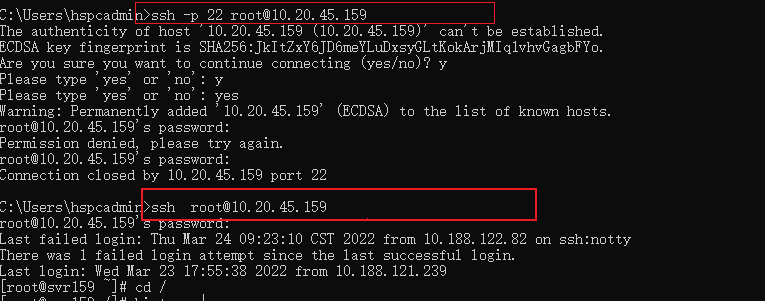 C:\Users\hspcadmin>ssh -p 22 root@10.20.45.159
The authenticity of host '10.20.45.159 (10.20.45.159)' can't be established.
ECDSA key fingerprint is SHA256:JkItZxY6JD6meYLuDxsyGLtKokArjMIq1vhvGagbFYo.
Are you sure you want to continue connecting (yes/no)? y
Please type 'yes' or 'no': y
Please type 'yes' or 'no': yes
Warning: Permanently added '10.20.45.159' (ECDSA) to the list of known hosts.
root@10.20.45.159's password:
Permission denied, please try again.
root@10.20.45.159's password:
Connection closed by 10.20.45.159 port 22
C:\Users\hspcadmin>ssh  root@10.20.45.159
root@10.20.45.159's password:
Last failed login: Thu Mar 24 09:23:10 CST 2022 from 10.188.122.82 on ssh:notty
There was 1 failed login attempt since the last successful login.
Last login: Wed Mar 23 17:55:38 2022 from 10.188.121.239
[root@svr159 ~]# cd /